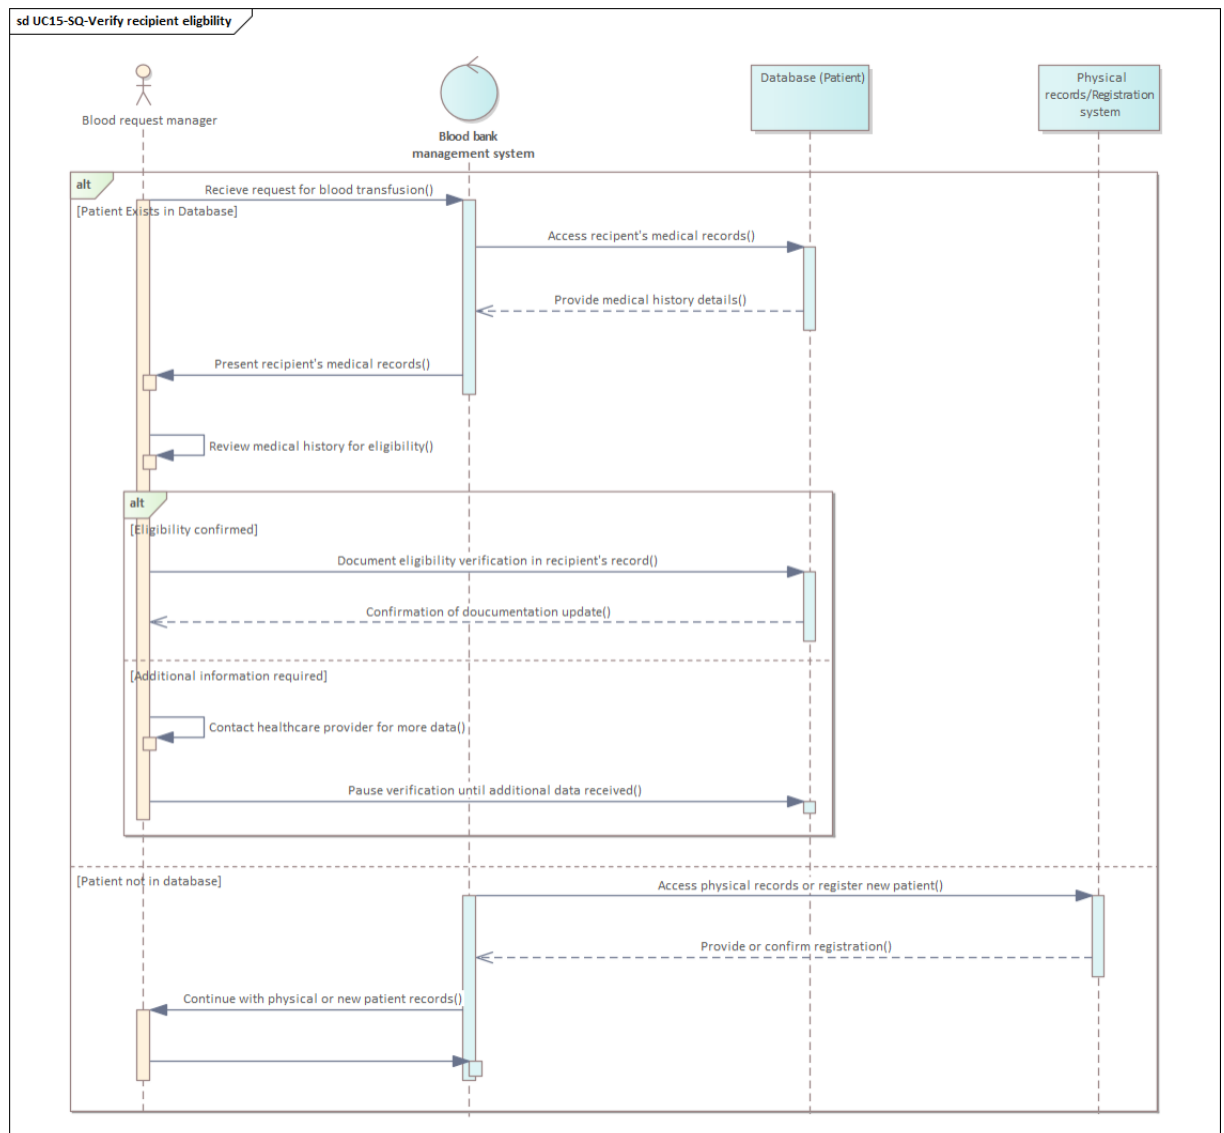 sd UC15-SQ-Verify recipient eligbility
Blood request manager
Blood bank
management system
Database (Patient)
Physical
records/Registration
system
alt
Recieve request for blood transfusion()
[Patient Exists in Database]
Access recipent's medical records()
Provide medical history details()
Present recipient's medical records()
Review medical history for eligibility()
alt
[Eligibility confirmed]
Document eligibility verification in recipient's record()
Confirmation of doucumentation update()
[Additional information required]
Contact healthcare provider for more data()
Pause verification until additional data received()
[Patient not in database]
Access physical records or register new patient()
Provide or confirm registration()
Continue with physical or new patient records()